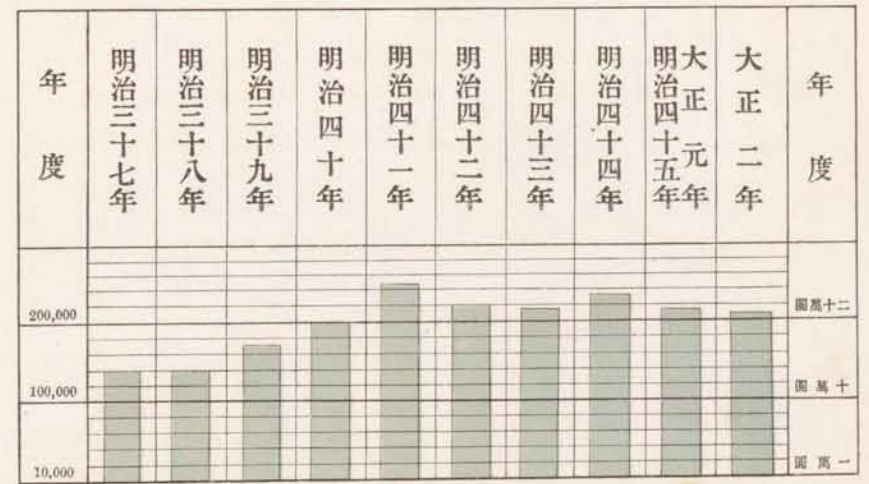 年度
明治三十七年
明治三十八年
明治三十九年
明治四十年
明治四十一年
明治四十二年
明治四十三年
明治四十四年
大正元年
明治四十五年
大正二年
年度
200,000
圓萬十二
100,000
圓萬十
10,000
圓萬一